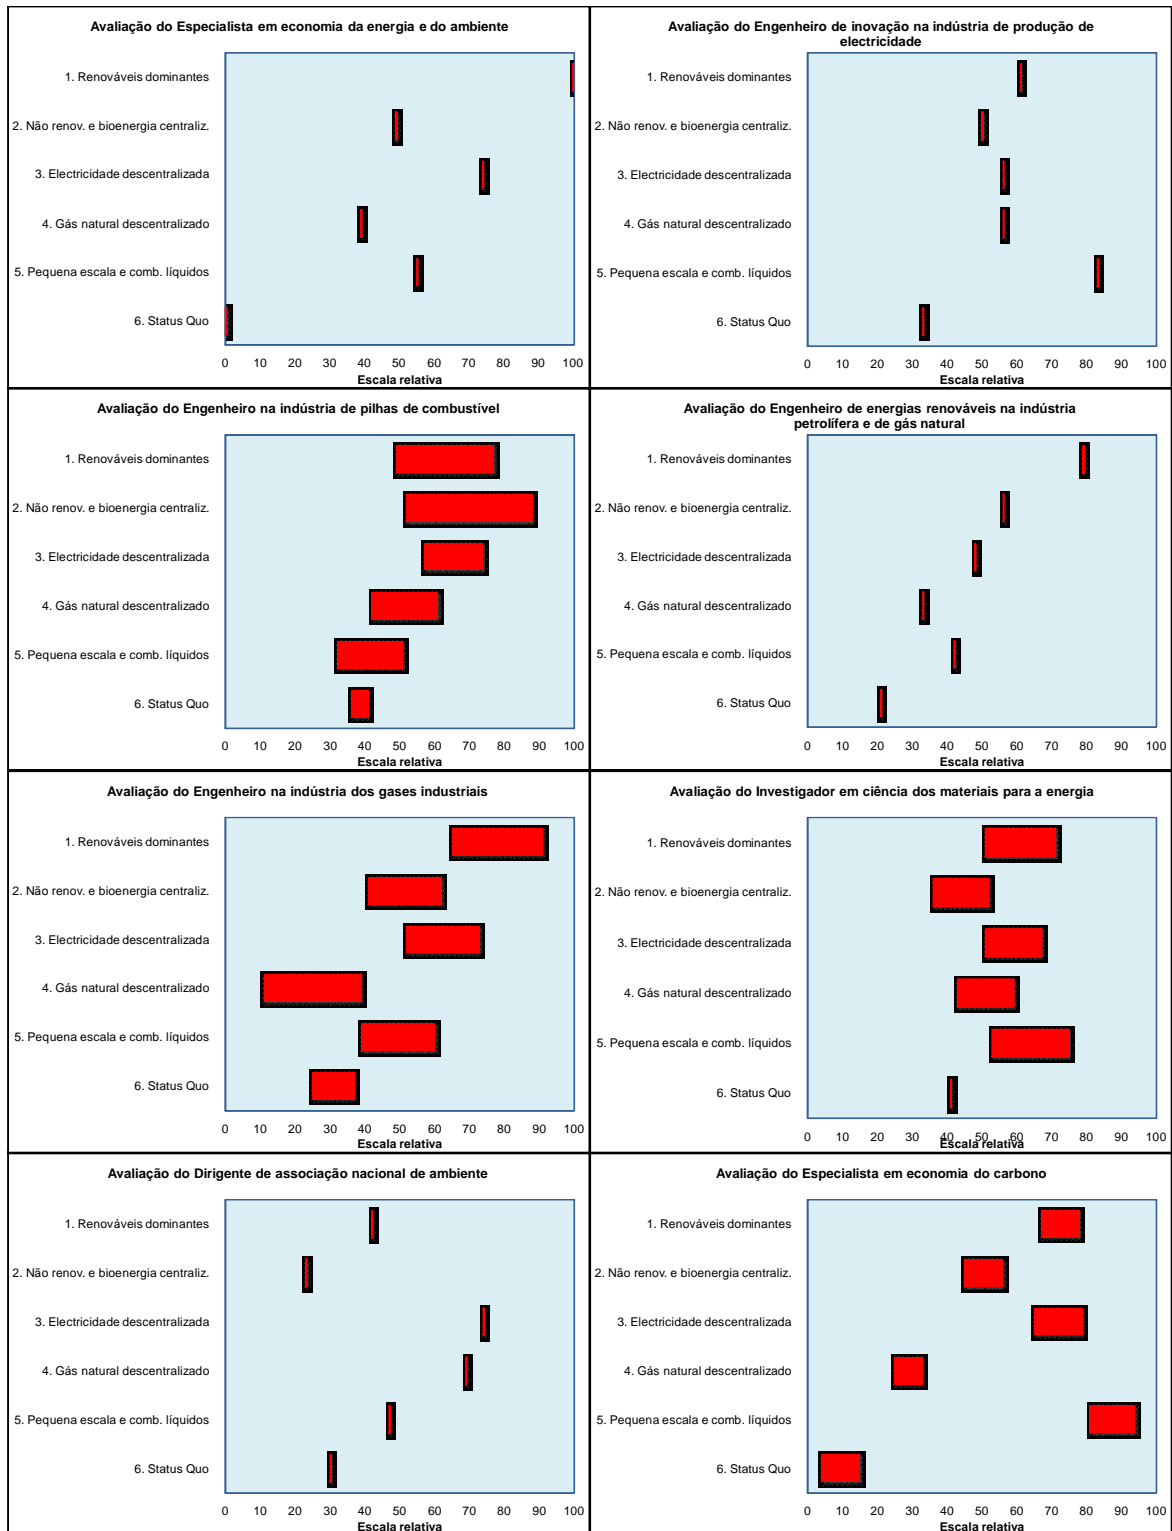 Avaliação do Especialista em economia da energia e do ambiente
1. Renováveis dominantes
2. Não renov. e bioenergia centraliz.
3. Electricidade descentralizada
4. Gás natural descentralizado
5. Pequena escala e comb. líquidos
6. Status Quo
0 10 20 30 40 50 60 70 80 90 100
Escala relativa
Avaliação do Engenheiro de inovação na indústria de produção de
electricidade
1. Renováveis dominantes
2. Não renov. e bioenergia centraliz.
3. Electricidade descentralizada
4. Gás natural descentralizado
5. Pequena escala e comb. líquidos
6. Status Quo
0 10 20 30 40 50 60 70 80 90 100
Escala relativa
Avaliação do Engenheiro na indústria de pilhas de combustível
1. Renováveis dominantes
2. Não renov. e bioenergia centraliz.
3. Electricidade descentralizada
4. Gás natural descentralizado
5. Pequena escala e comb. líquidos
6. Status Quo
0 10 20 30 40 50 60 70 80 90 100
Escala relativa
Avaliação do Engenheiro de energias renováveis na indústria
petrolífera e de gás natural
1. Renováveis dominantes
2. Não renov. e bioenergia centraliz.
3. Electricidade descentralizada
4. Gás natural descentralizado
5. Pequena escala e comb. líquidos
6. Status Quo
0 10 20 30 40 50 60 70 80 90 100
Escala relativa
Avaliação do Engenheiro na indústria dos gases industriais
1. Renováveis dominantes
2. Não renov. e bioenergia centraliz.
3. Electricidade descentralizada
4. Gás natural descentralizado
5. Pequena escala e comb. líquidos
6. Status Quo
0 10 20 30 40 50 60 70 80 90 100
Escala relativa
Avaliação do Investigador em ciência dos materiais para a energia
1. Renováveis dominantes
2. Não renov. e bioenergia centraliz.
3. Electricidade descentralizada
4. Gás natural descentralizado
5. Pequena escala e comb. líquidos
6. Status Quo
0 10 20 30 40 50 60 70 80 90 100
Escala relativa
Avaliação do Dirigente de associação nacional de ambiente
1. Renováveis dominantes
2. Não renov. e bioenergia centraliz.
3. Electricidade descentralizada
4. Gás natural descentralizado
5. Pequena escala e comb. líquidos
6. Status Quo
0 10 20 30 40 50 60 70 80 90 100
Escala relativa
Avaliação do Especialista em economia do carbono
1. Renováveis dominantes
2. Não renov. e bioenergia centraliz.
3. Electricidade descentralizada
4. Gás natural descentralizado
5. Pequena escala e comb. líquidos
6. Status Quo
0 10 20 30 40 50 60 70 80 90 100
Escala relativa